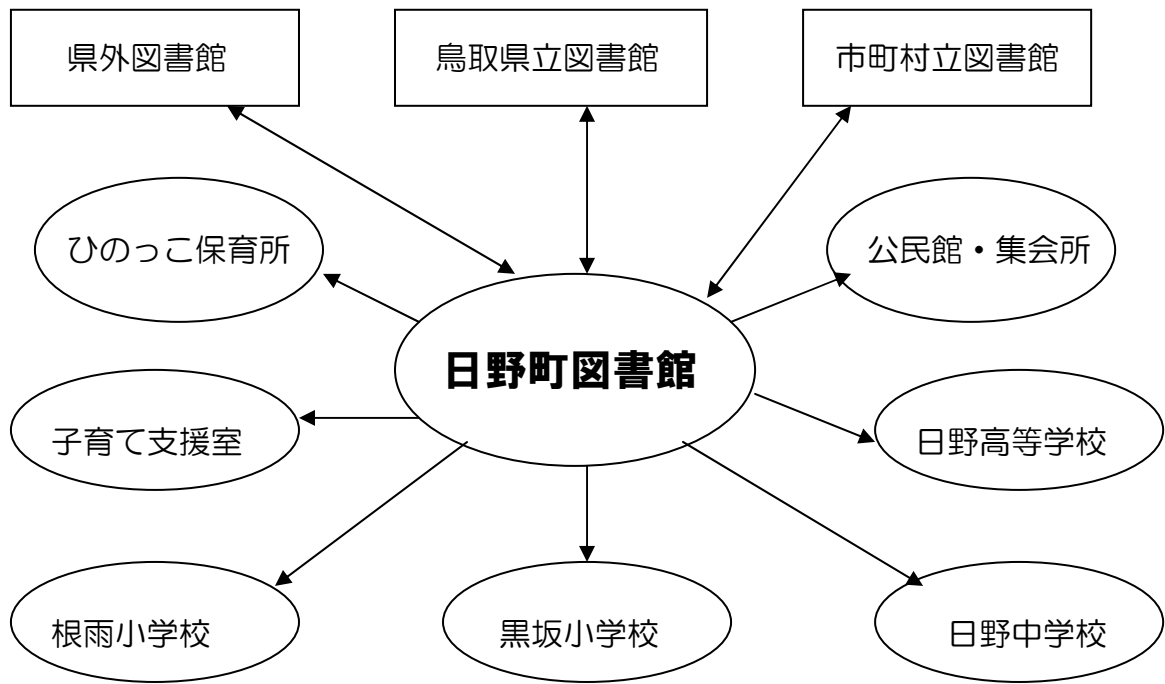 県外図書館
鳥取県立図書館
市町村立図書館
ひのっこ保育所
公民館・集会所
日野町図書館
子育て支援室
日野高等学校
根雨小学校
黒坂小学校
日野中学校